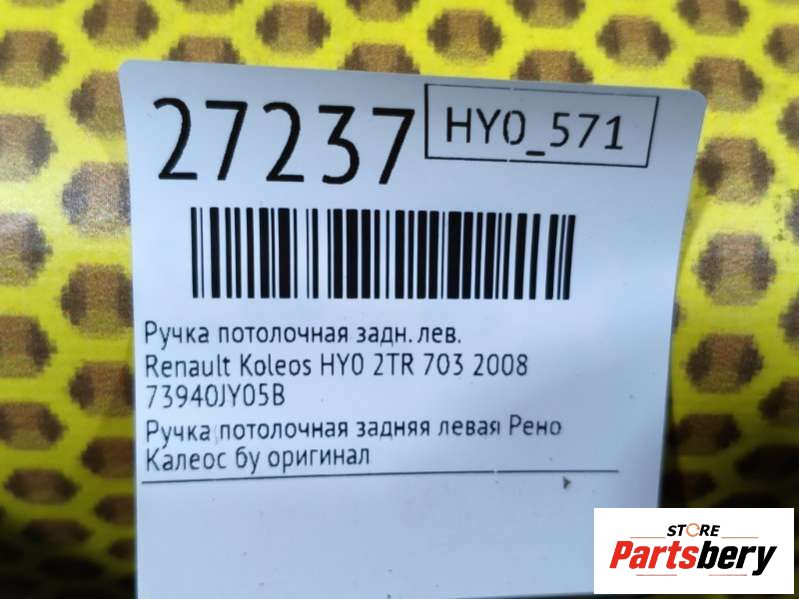 27237
HY0_571
Ручка потолочная задн. лев.
Renault Koleos HY0 2TR 703 2008
73940JY05B
Ручка потолочная задняя левая Рено
Калеос бу оригинал
STORE
Partsbery